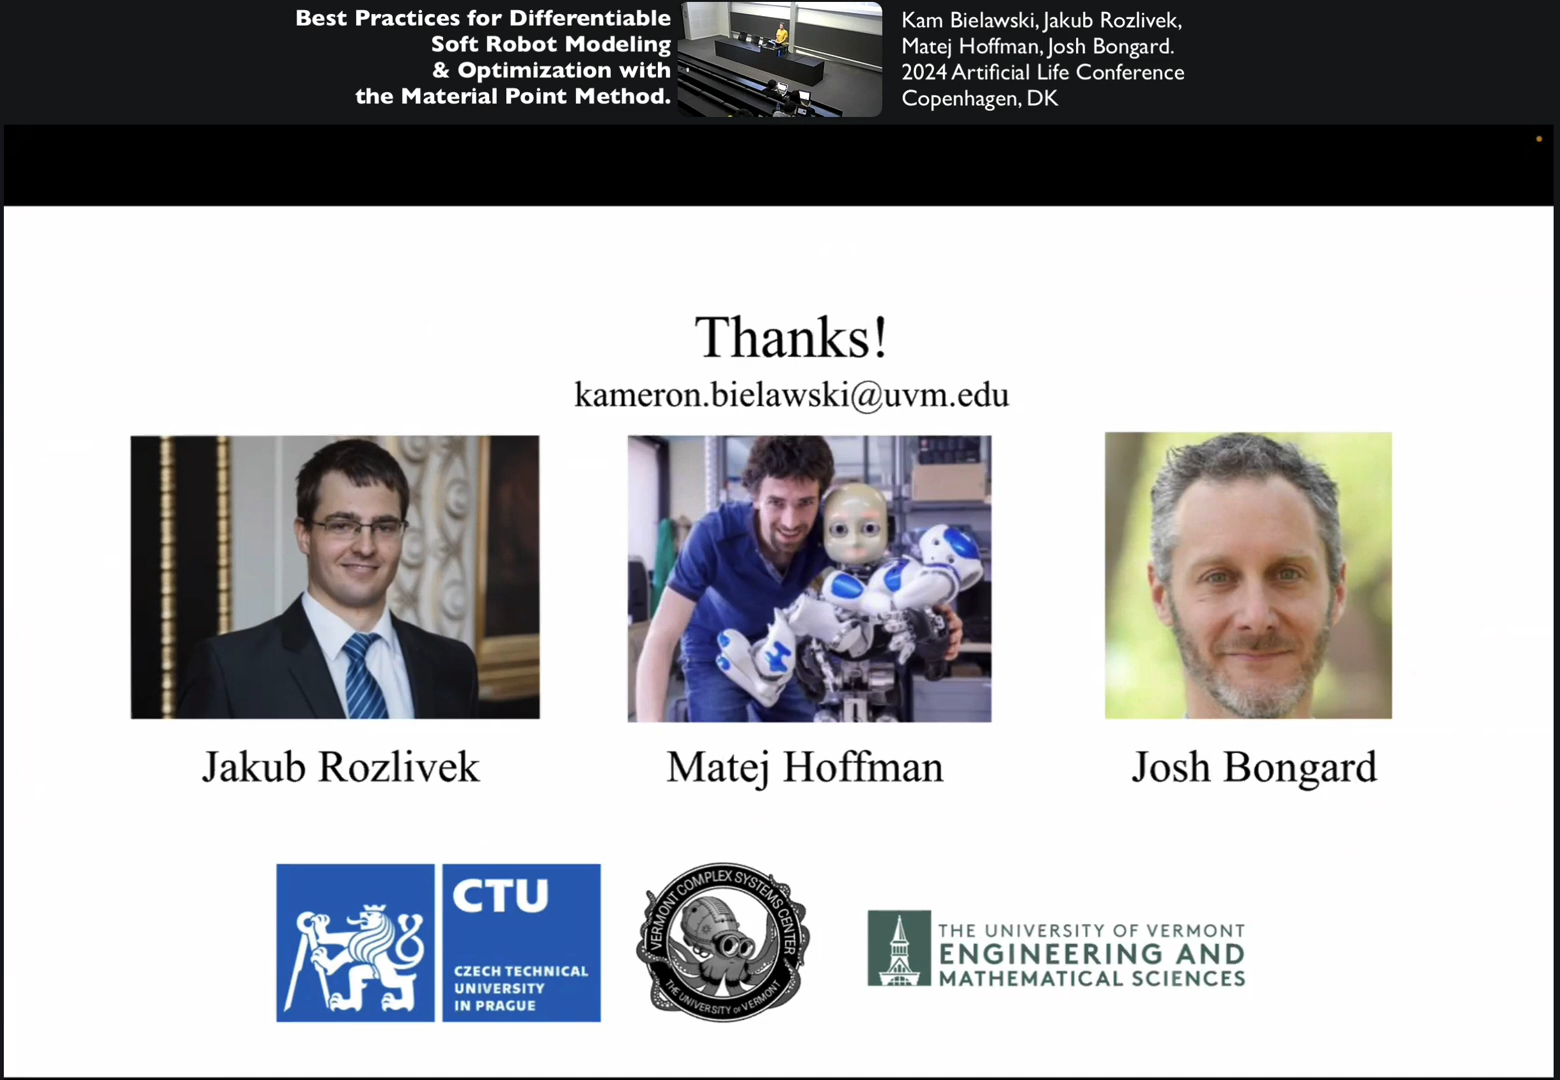 Best Practices for Differentiable
Soft Robot Modeling
& Optimization with
the Material Point Method.
Kam Bielawski, Jakub Rozlivek,
Matej Hoffman, Josh Bongard.
2024 Artificial Life Conference
Copenhagen, DK
Thanks!
kameron.bielawski@uvm.edu
Jakub Rozlivek
Matej Hoffman
Josh Bongard
CTU
CZECH TECHNICAL
UNIVERSITY
IN PRAGUE
VERMONT COMPLEX SYSTEMS CENTER
THE UNIVERSITY of VERMONT
THE UNIVERSITY OF VERMONT
ENGINEERING AND
MATHEMATICAL SCIENCES